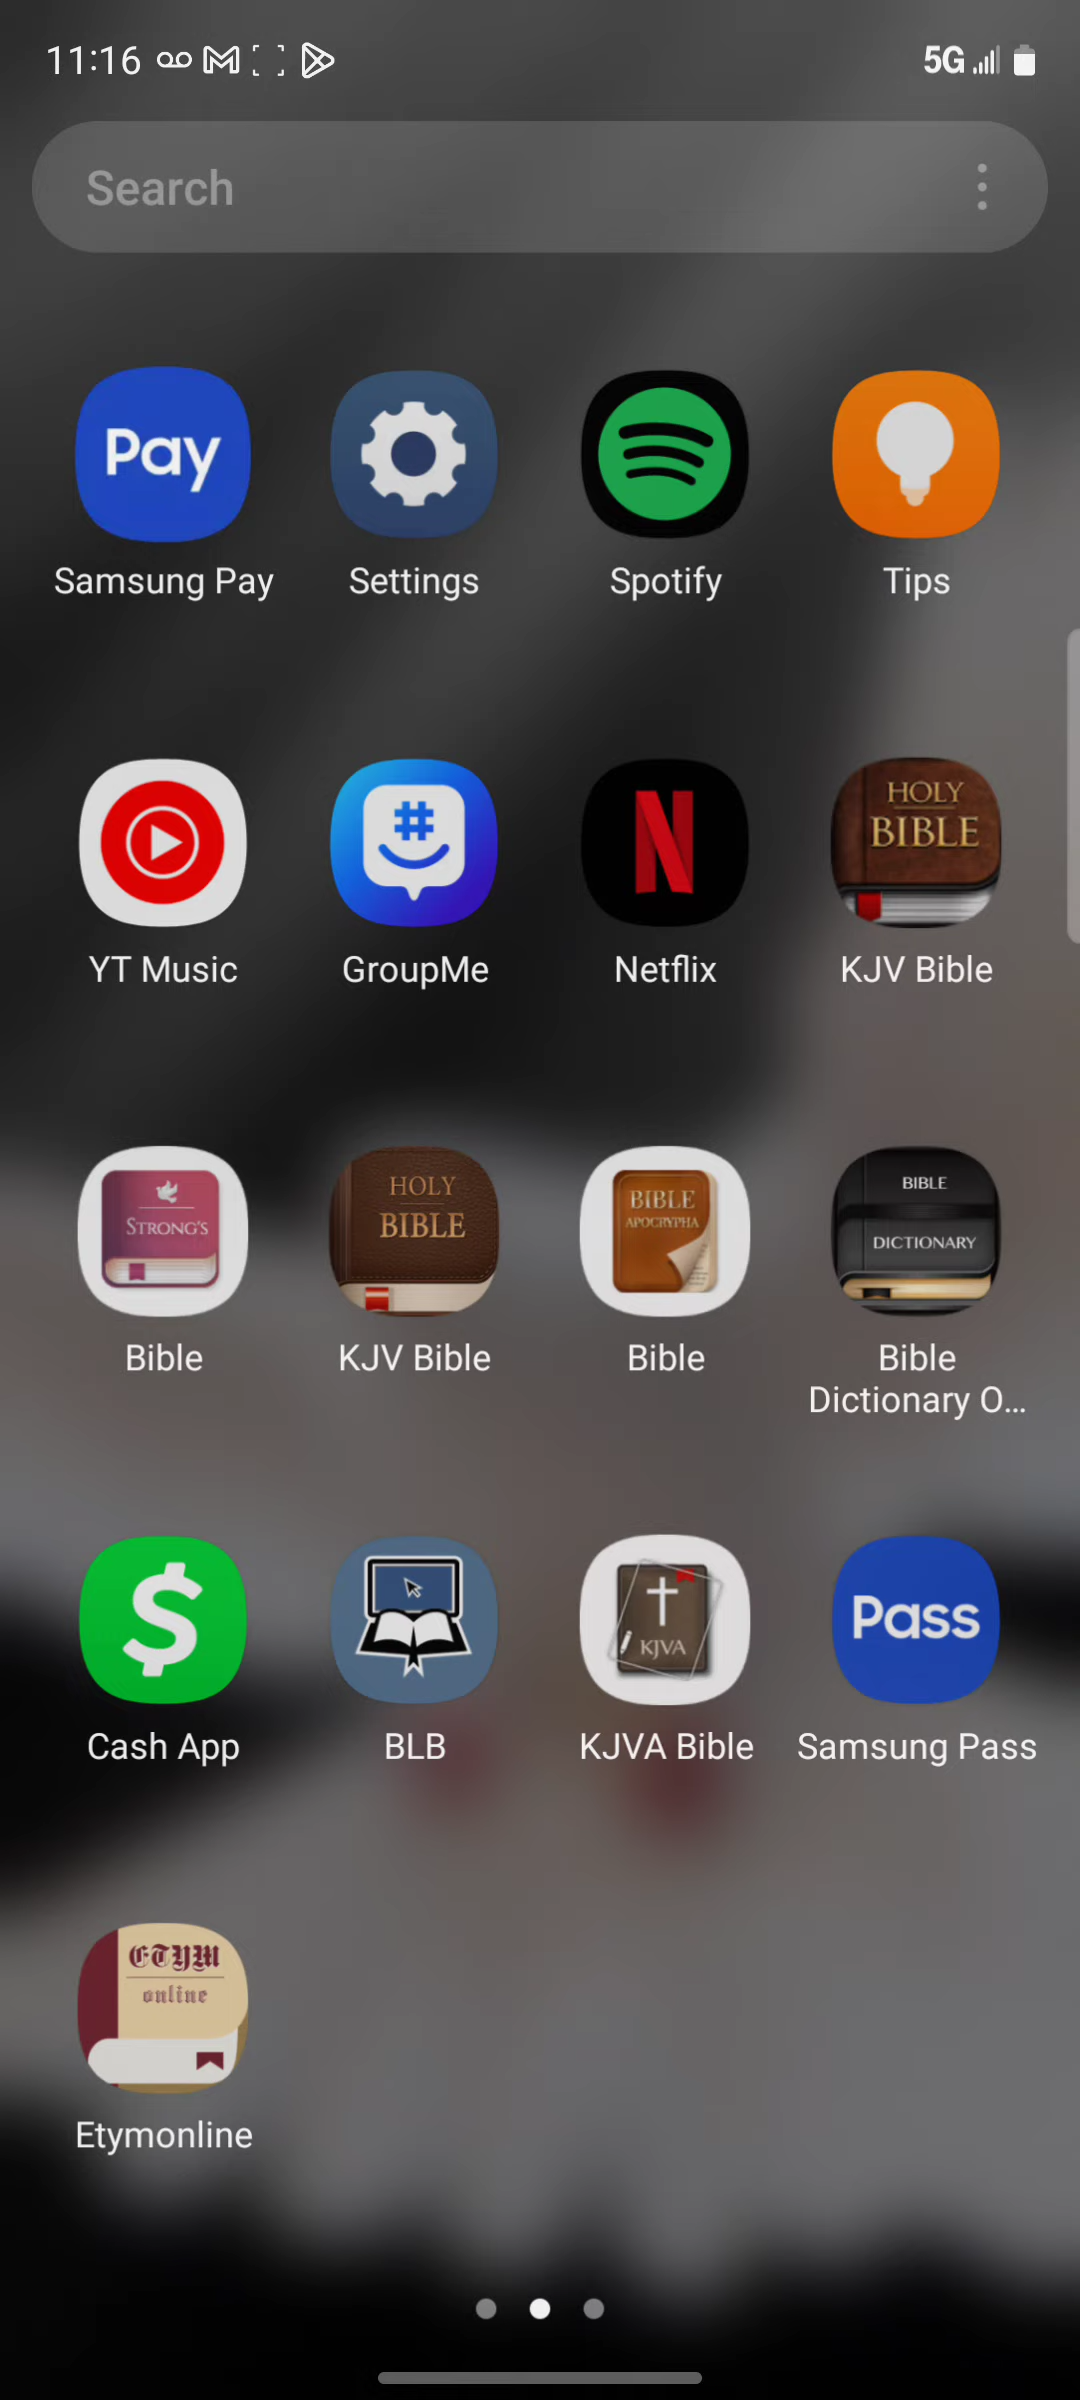 11:16
5G
Search
Pay
Samsung Pay
Settings
Spotify
Tips
HOLY
BIBLE
YT Music
GroupMe
Netflix
KJV Bible
STRONG'S
HOLY
BIBLE
BIBLE
APOCRYPHA
BIBLE
DICTIONARY
Bible
KJV Bible
Bible
Bible
Dictionary O...
KJVA
Pass
Cash App
BLB
KJVA Bible
Samsung Pass
ETYM
online
Etymonline